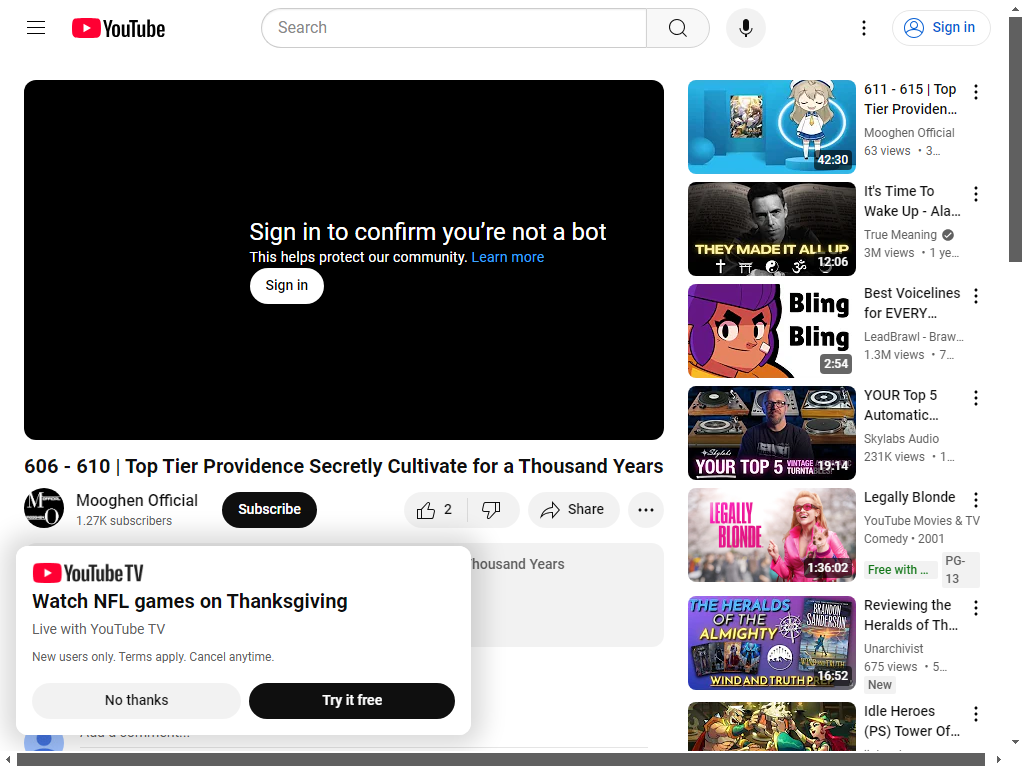 YouTube
Search
Sign in
Sign in to confirm you’re not a bot
This helps protect our community. Learn more
Sign in
606 - 610 | Top Tier Providence Secretly Cultivate for a Thousand Years
Mooghen Official
1.27K subscribers
Subscribe
2
Share
Thousand Years
YouTube TV
Watch NFL games on Thanksgiving
Live with YouTube TV
New users only. Terms apply. Cancel anytime.
No thanks
Try it free
Add a comment...
42:30
611 - 615 | Top
Tier Providen...
Mooghen Official
63 views • 3...
THEY MADE IT ALL UP
12:06
It's Time To
Wake Up - Ala...
True Meaning
3M views • 1 ye...
Bling
Bling
2:54
Best Voicelines
for EVERY...
LeadBrawl - Braw...
1.3M views • 7...
Skylabs
YOUR TOP 5 VINTAGE
19:14
YOUR Top 5
Automatic...
Skylabs Audio
231K views • 1...
LEGALLY
BLONDE
1:36:02
Legally Blonde
YouTube Movies & TV
Comedy • 2001
Free with ...
PG-
13
THE HERALDS
OF THE
ALMIGHTY
BRANDON
SANDERSON
WIND AND TRUTH PREP
16:52
Reviewing the
Heralds of Th...
Unarchivist
675 views • 5...
New
Idle Heroes
(PS) Tower Of...